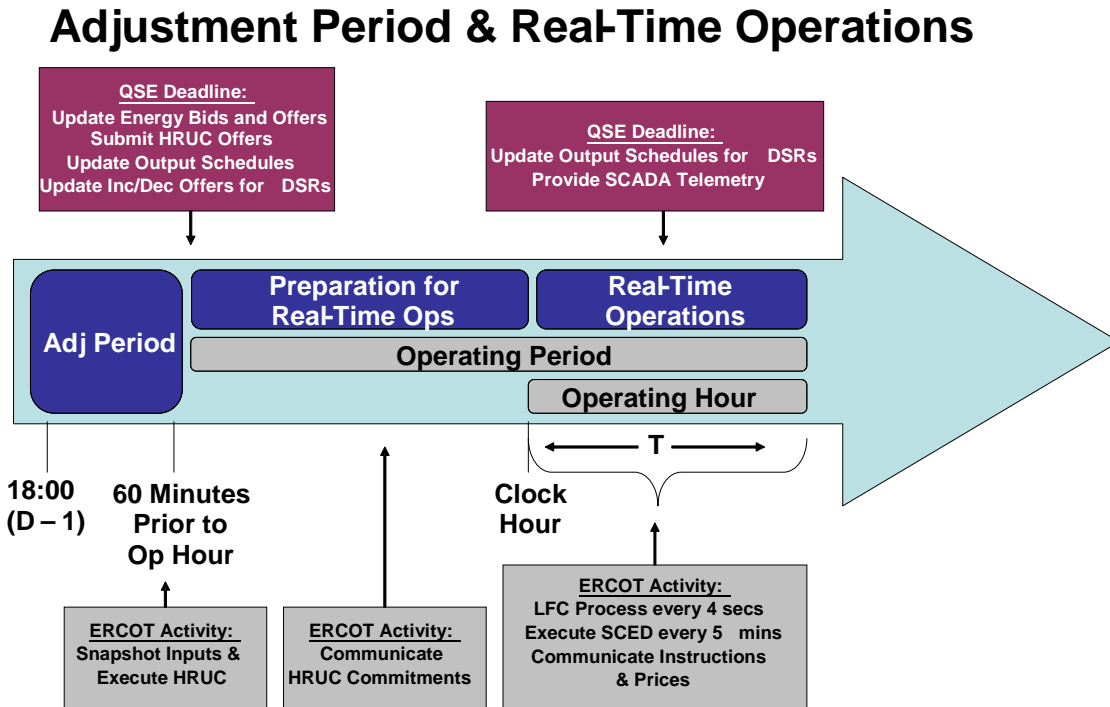 Adjustment Period & Real-Time Operations
QSE Deadline:
Update Energy Bids and Offers
Submit HRUC Offers
Update Output Schedules
Update Inc/Dec Offers for DSRs
QSE Deadline:
Update Output Schedules for DSRs
Provide SCADA Telemetry
Adj Period
Preparation for
Real-Time Ops
Real-Time
Operations
Operating Period
Operating Hour
T
18:00
(D – 1)
60 Minutes
Prior to
Op Hour
Clock
Hour
ERCOT Activity:
Snapshot Inputs &
Execute HRUC
ERCOT Activity:
Communicate
HRUC Commitments
ERCOT Activity:
LFC Process every 4 secs
Execute SCED every 5 mins
Communicate Instructions
& Prices